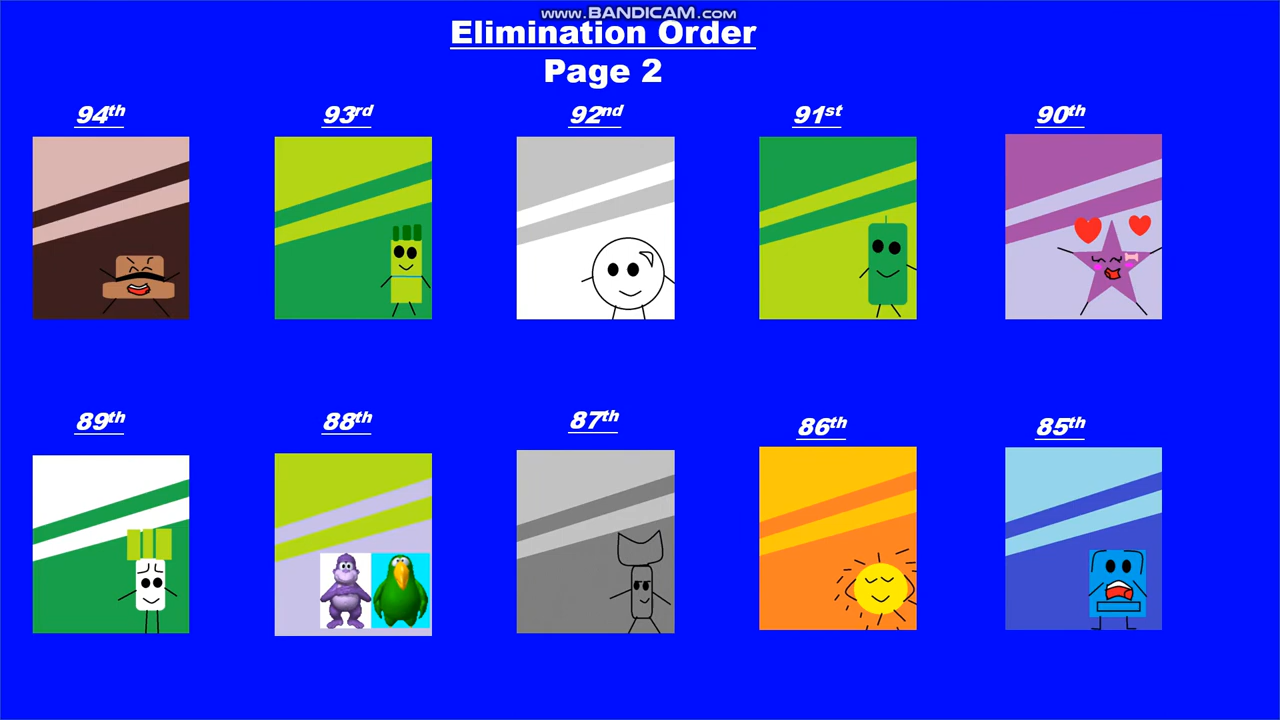 www.BANDICAM.com
Elimination Order
Page 2
94th 93rd 92nd 91st 90th
89th 88th 87th 86th 85th